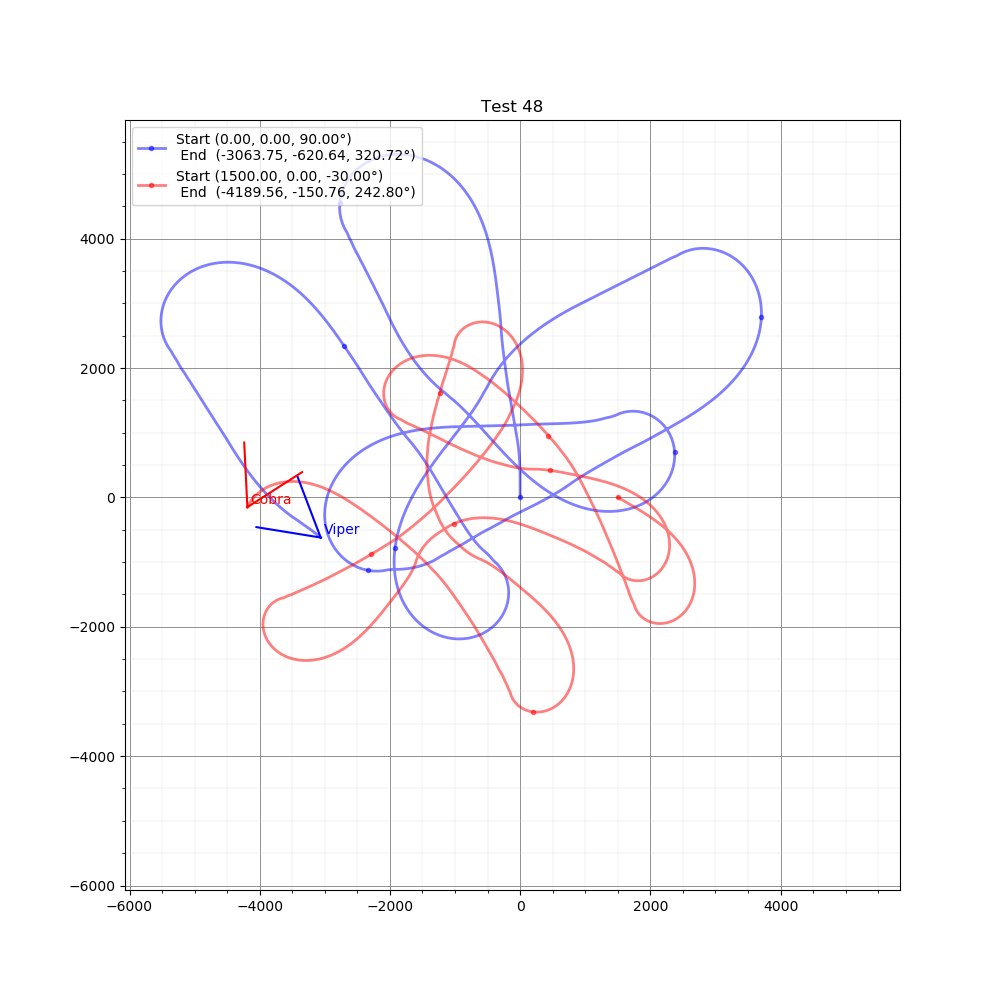 Test 48
Start (0.00, 0.00, 90.00°)
End (-3063.75, -620.64, 320.72°)
Start (1500.00, 0.00, -30.00°)
End (-4189.56, -150.76, 242.80°)
4000
2000
0
−2000
−4000
−6000
Cobra
Viper
−6000 −4000 −2000 0 2000 4000